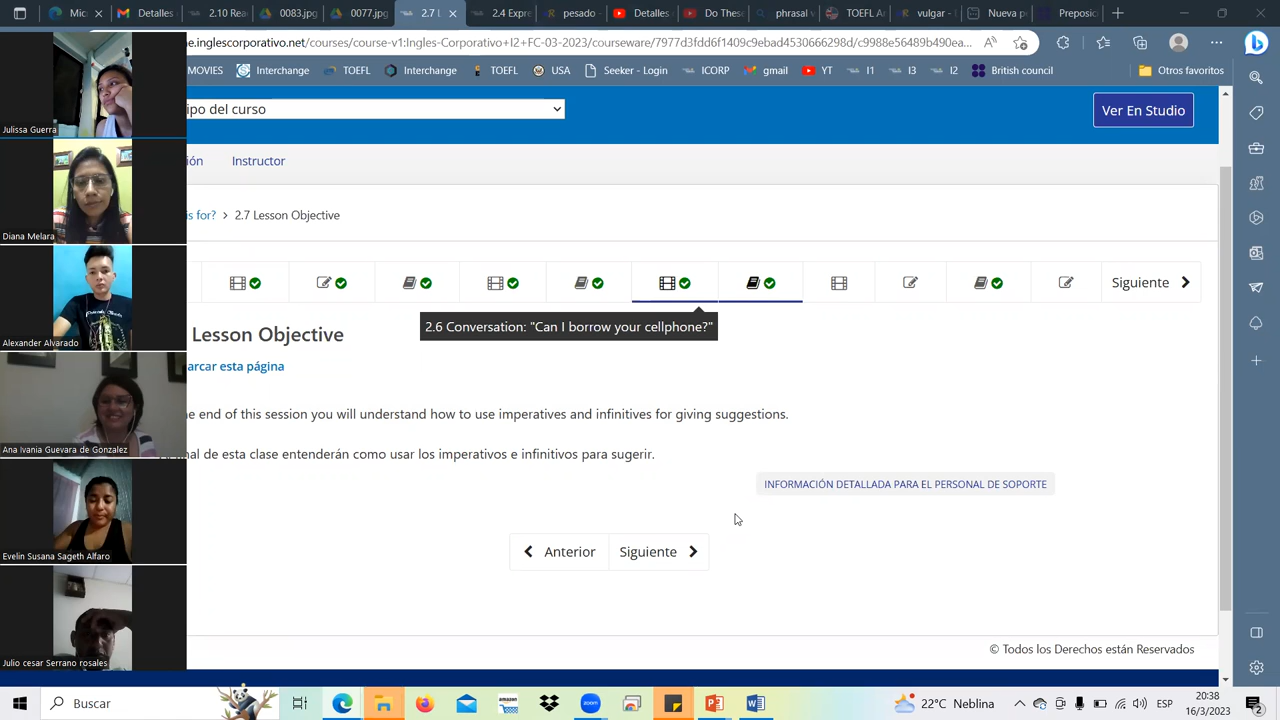 Mic
Detalles
2.10 Rea
0083.jpg
0077.jpg
2.7 L
2.4 Expre
pesado
Detalles
These
charrasc
TOEFL A
vulgar -
Nueva p
Preposic
e.inglescorporativo.net/courses/course-v1:Ingles-Corporativo+I2+FC-03-2023/courseware/7977d3fdd6f1409c9ebad4530666298d/c9988e56489b490ea...
MOVIES
Interchange
TOEFL
Interchange
TOEFL
USA
Seeker - Login
ICORP
gmail
YT
I1
I3
I2
British council
Otros favoritos
ipo del curso
Ver En Studio
ión
Instructor
is for? > 2.7 Lesson Objective
Siguiente
2.6 Conversation: "Can I borrow your cellphone?"
Lesson Objective
arcar esta página
e end of this session you will understand how to use imperatives and infinitives for giving suggestions.
nal de esta clase entenderán como usar los imperativos e infinitivos para sugerir.
INFORMACIÓN DETALLADA PARA EL PERSONAL DE SOPORTE
Anterior
Siguiente
© Todos los Derechos están Reservados
Julissa Guerra
Diana Melara
Alexander Alvarado
Ana Ivania Guevara de Gonzalez
Evelin Susana Sageth Alfaro
Julio cesar Serrano rosales
Buscar
22°C Neblina
ESP
20:38
16/3/2023
2